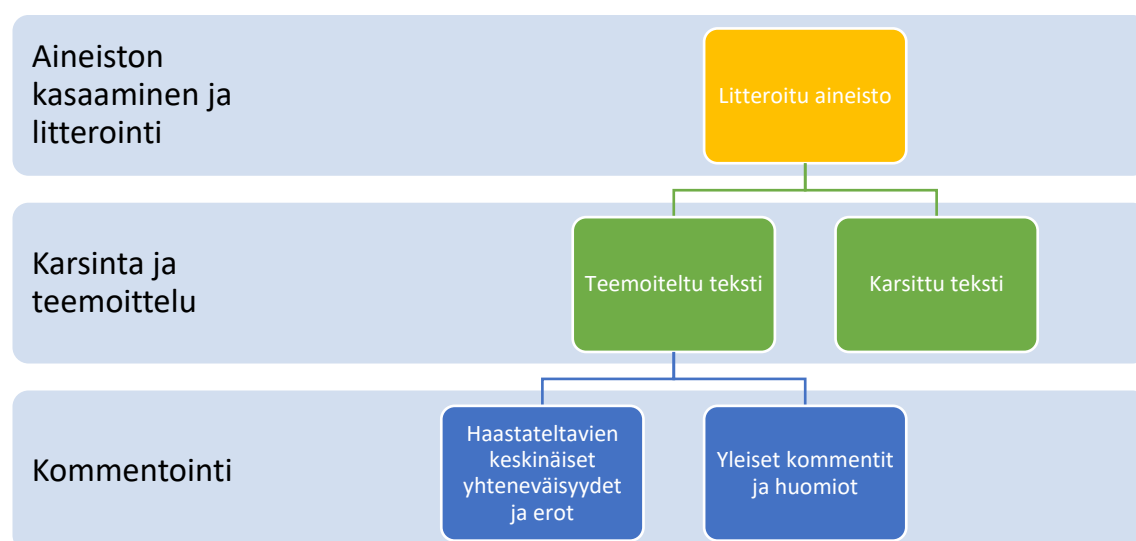 Aineiston
kasaaminen ja
litterointi
Litteroitu aineisto
Karsinta ja
teemoittelu
Teemoiteltu teksti
Karsittu teksti
Kommentointi
Haastateltavien
keskinäiset
yhteneväisyydet
ja erot
Yleiset kommentit
ja huomiot